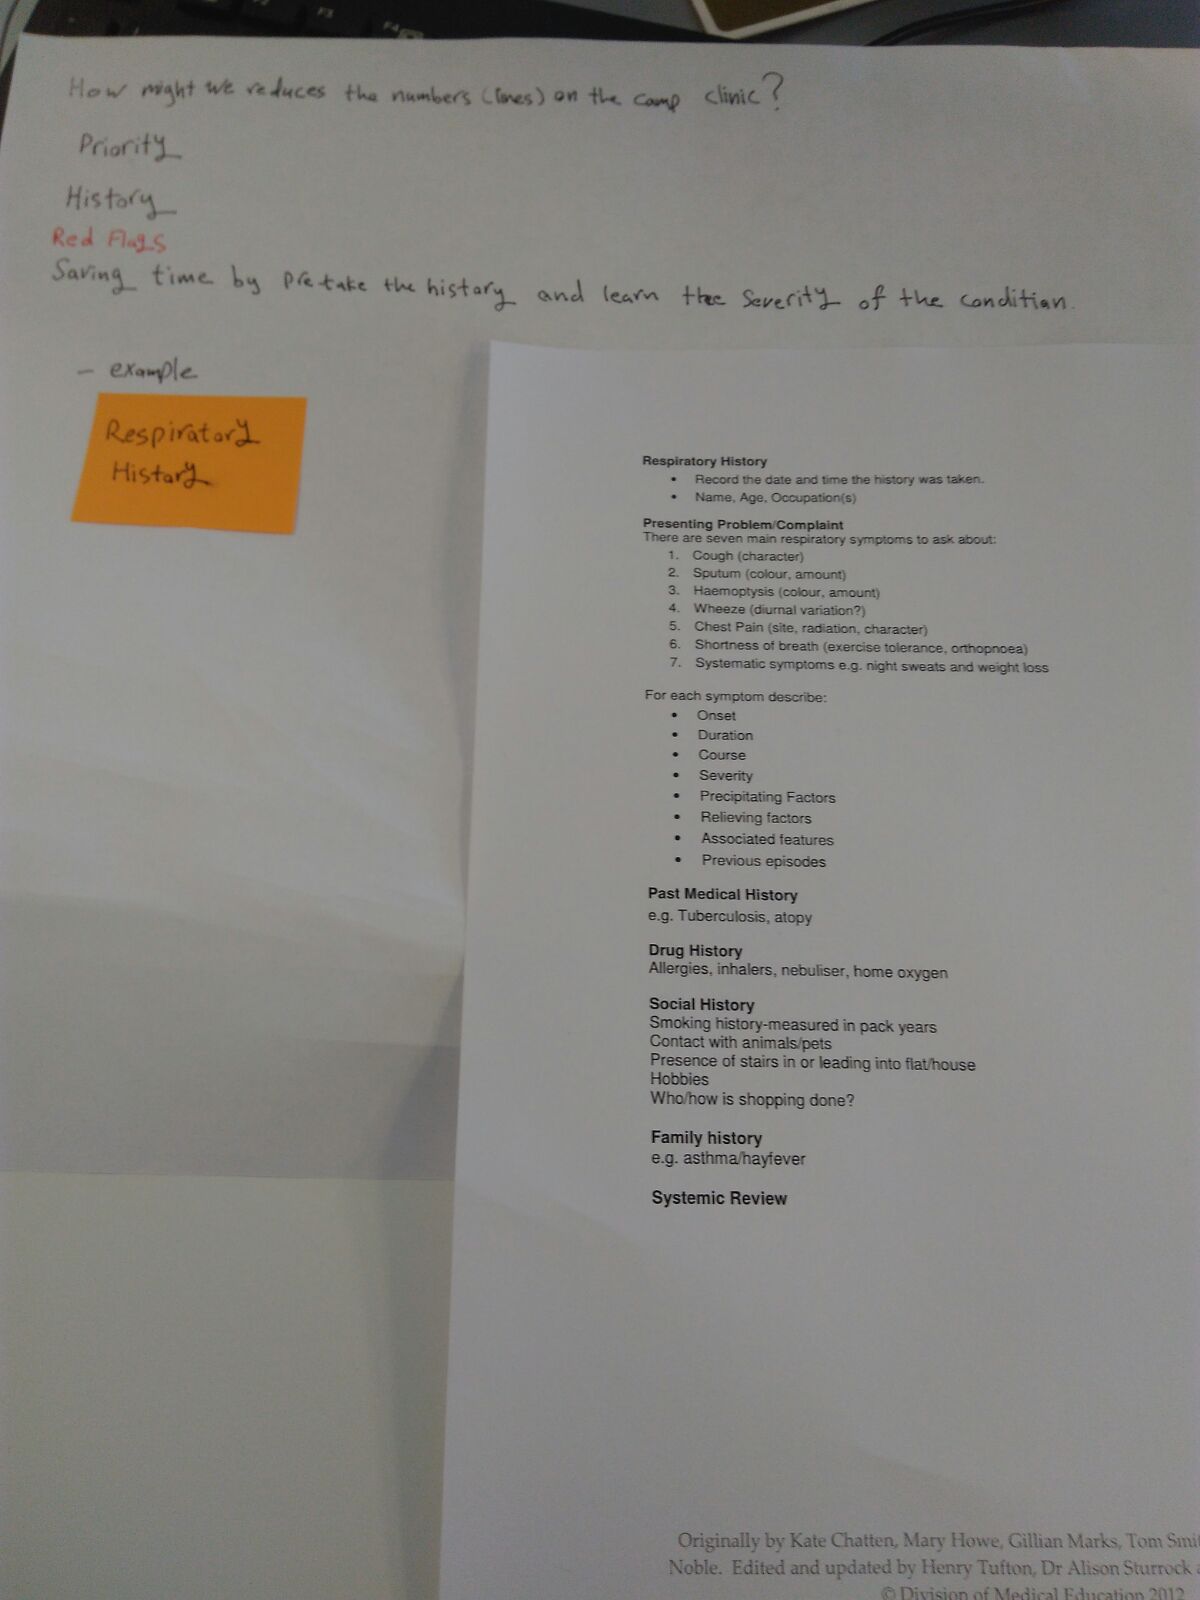 F3
F4
How might we reduces the numbers (lines) on the camp clinic?
Priority
History
Red Flags
Saving time by pre take the history and learn the severity of the condition.
- example
Respiratory
History
Respiratory History
• Record the date and time the history was taken.
• Name, Age, Occupation(s)
Presenting Problem/Complaint
There are seven main respiratory symptoms to ask about:
1. Cough (character)
2. Sputum (colour, amount)
3. Haemoptysis (colour, amount)
4. Wheeze (diurnal variation?)
5. Chest Pain (site, radiation, character)
6. Shortness of breath (exercise tolerance, orthopnoea)
7. Systematic symptoms e.g. night sweats and weight loss
For each symptom describe:
• Onset
• Duration
• Course
• Severity
• Precipitating Factors
• Relieving factors
• Associated features
• Previous episodes
Past Medical History
e.g. Tuberculosis, atopy
Drug History
Allergies, inhalers, nebuliser, home oxygen
Social History
Smoking history-measured in pack years
Contact with animals/pets
Presence of stairs in or leading into flat/house
Hobbies
Who/how is shopping done?
Family history
e.g. asthma/hayfever
Systemic Review
Originally by Kate Chatten, Mary Howe, Gillian Marks, Tom Smi
Noble. Edited and updated by Henry Tufton, Dr Alison Sturrock
© Division of Medical Education 2012